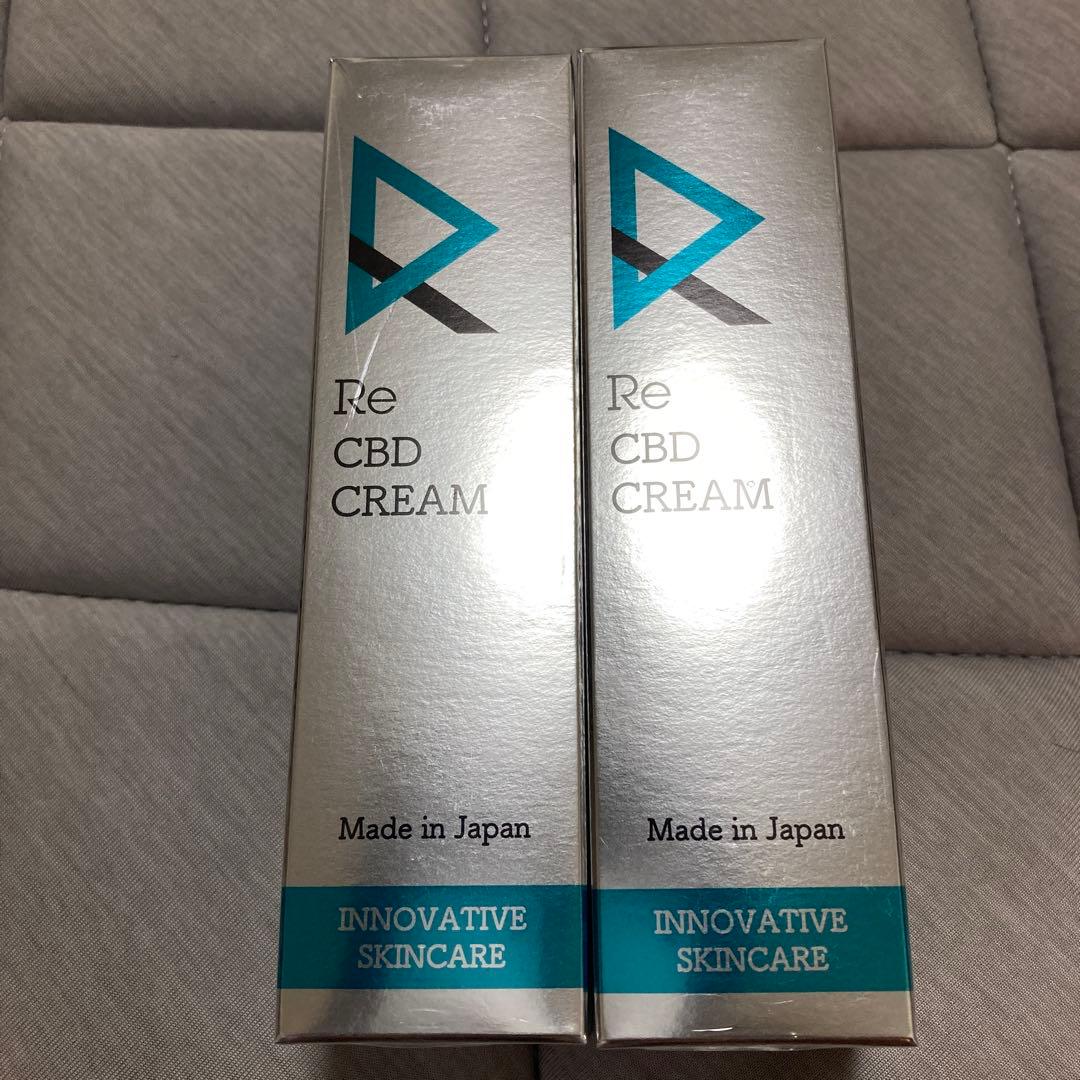 Re
CBD
CREAM
Made in Japan
INNOVATIVE
SKINCARE
Re
CBD
CREAM
Made in Japan
INNOVATIVE
SKINCARE